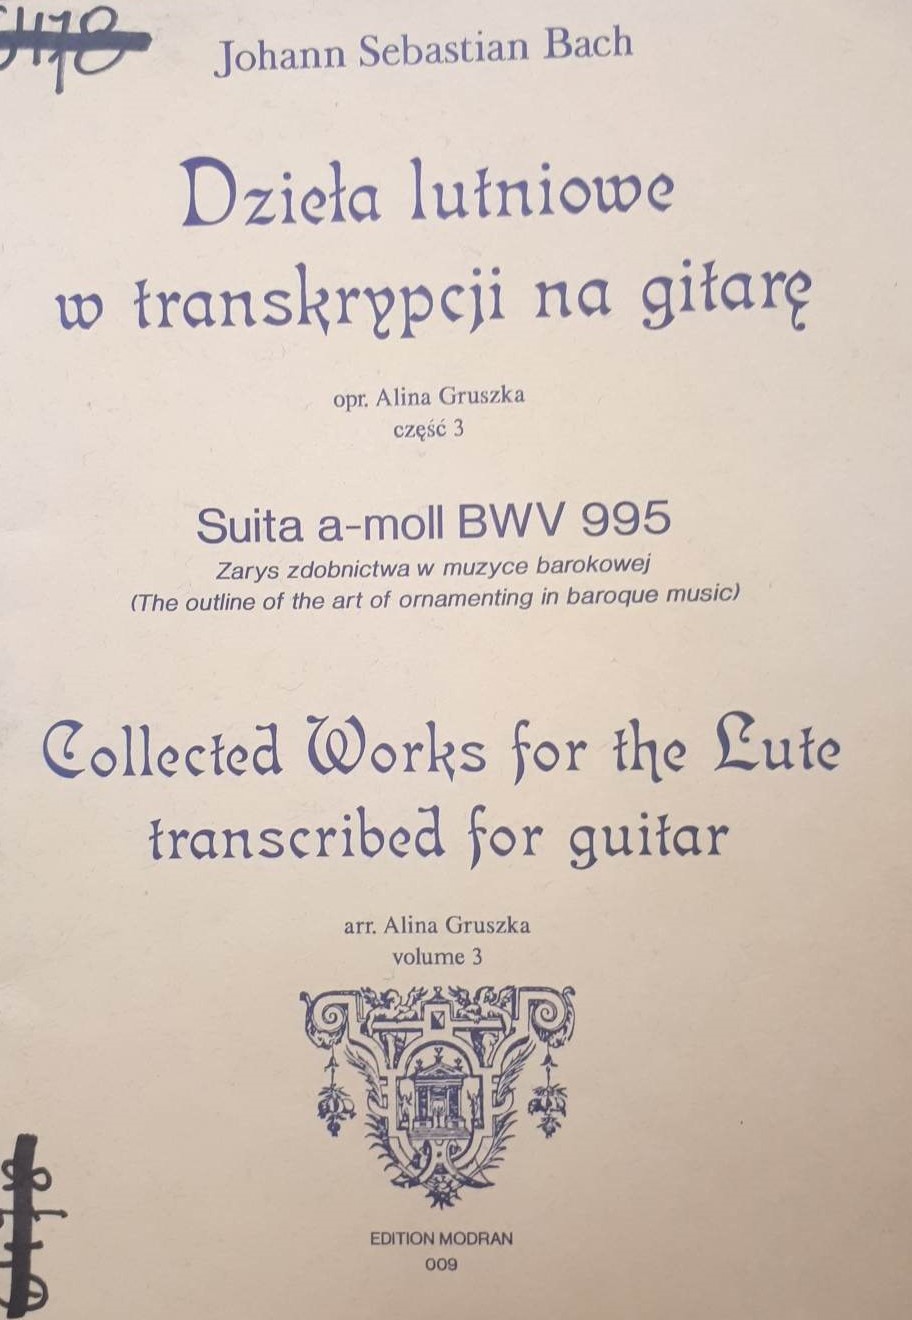 Johann Sebastian Bach
Dzieła lutniowe
w transkrypcji na gitarę
opr. Alina Gruszka
część 3
Suita a-moll BWV 995
Zarys zdobnictwa w muzyce barokowej
(The outline of the art of ornamenting in baroque music)
Collected Works for the Lute
transcribed for guitar
arr. Alina Gruszka
volume 3
EDITION MODRAN
009